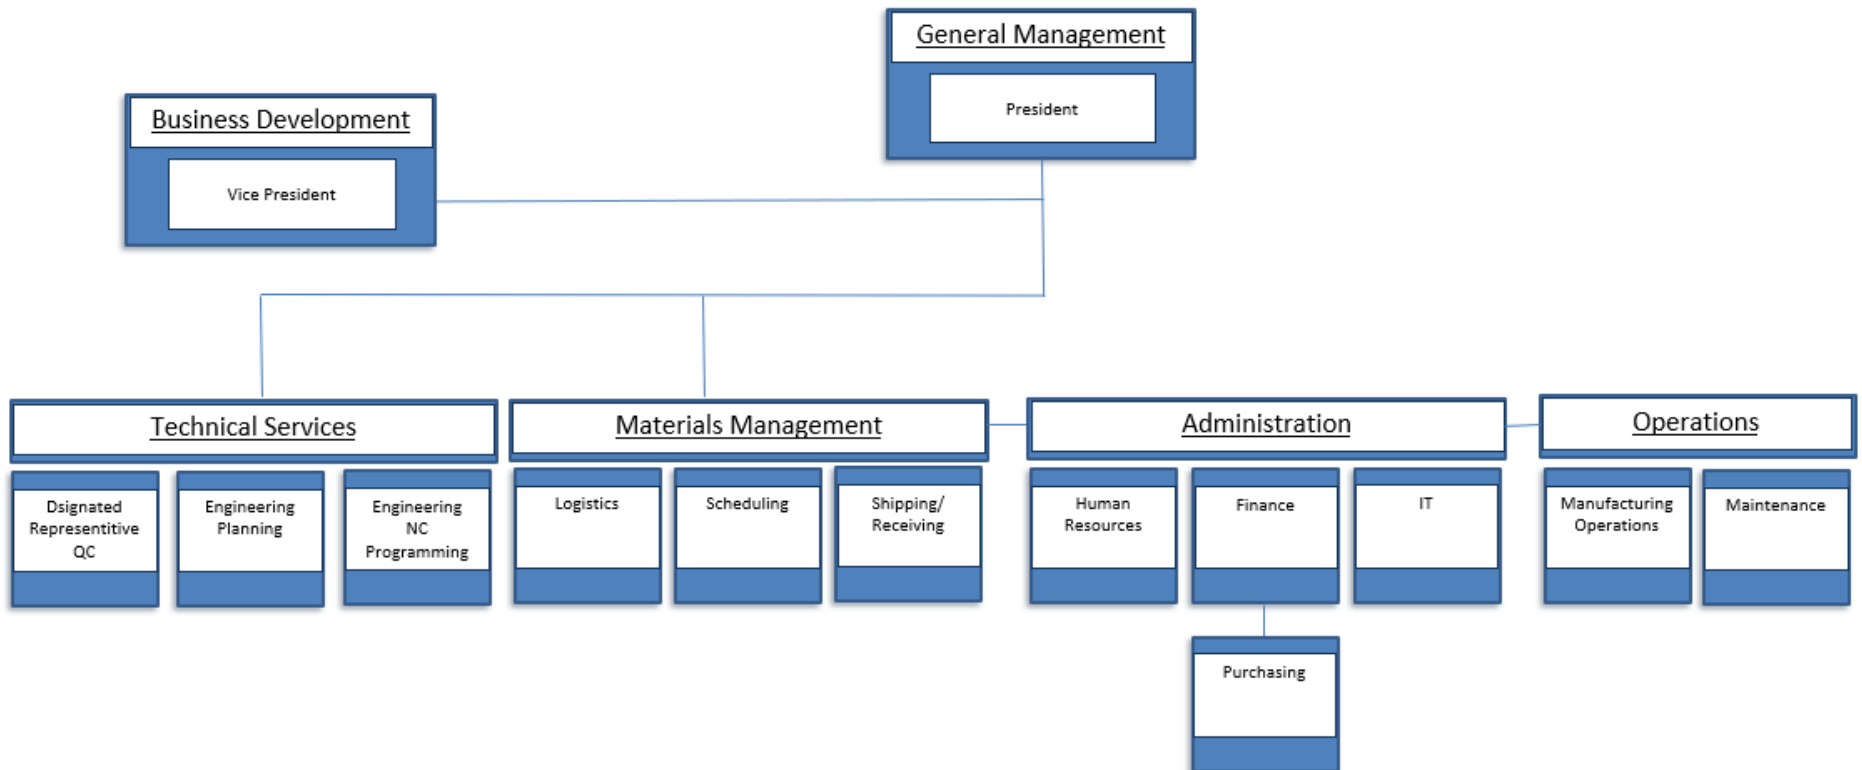 General Management
President
Business Development
Vice President
Technical Services
Materials Management
Administration
Operations
Dsignated
Representitive
QC
Engineering
Planning
Engineering
NC
Programming
Logistics
Scheduling
Shipping/
Receiving
Human
Resources
Finance
IT
Manufacturing
Operations
Maintenance
Purchasing